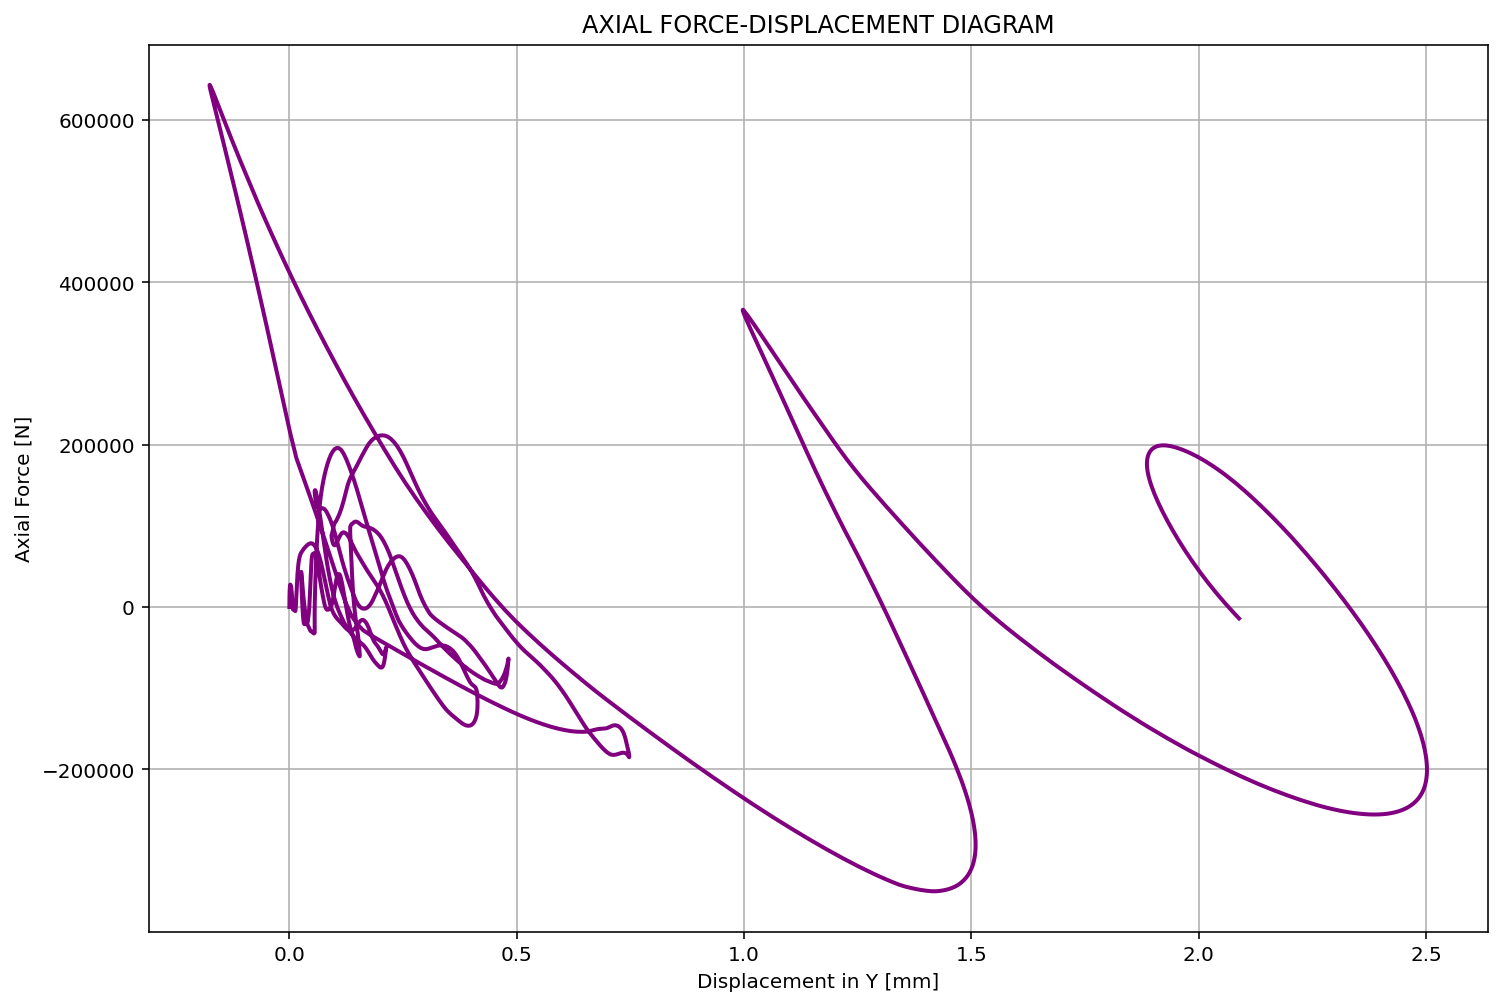 AXIAL FORCE-DISPLACEMENT DIAGRAM
Axial Force [N]
600000
400000
200000
0
−200000
0.0 0.5 1.0 1.5 2.0 2.5
Displacement in Y [mm]